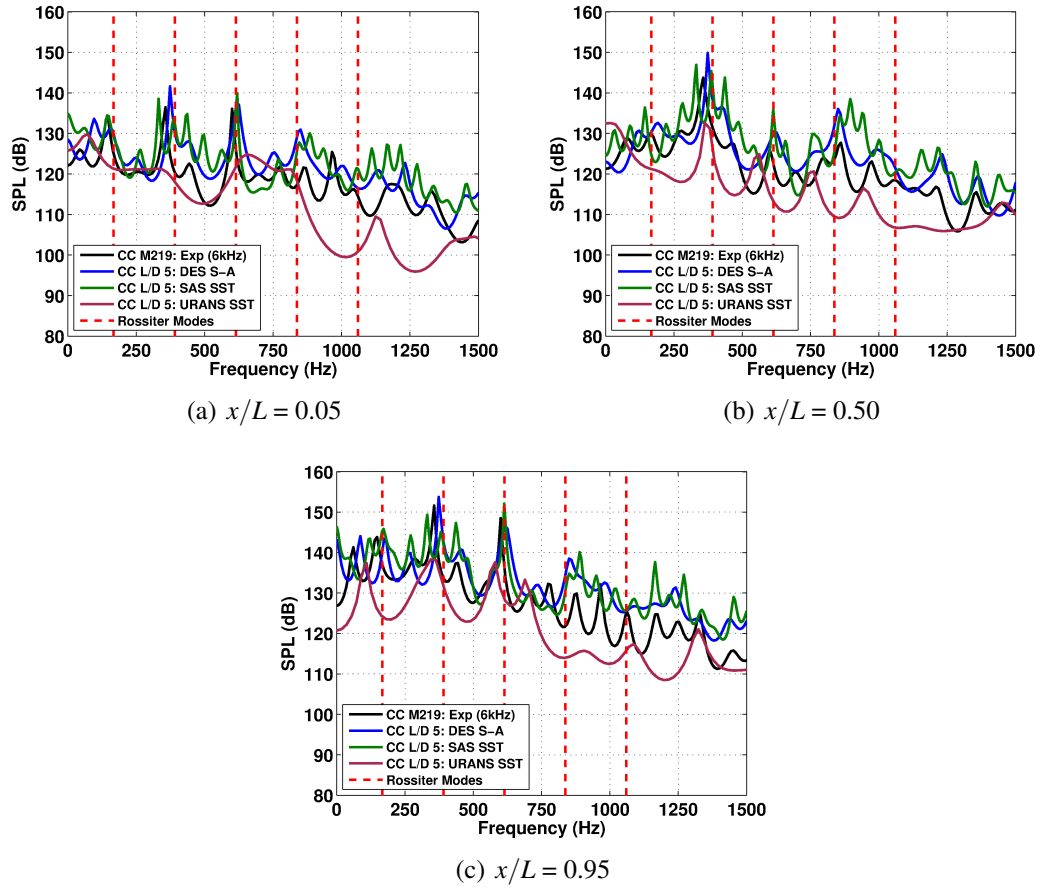 160
150
140
130
120
110
100
90
80
SPL (dB)
CC M219: Exp (6kHz)
CC L/D 5: DES S−A
CC L/D 5: SAS SST
CC L/D 5: URANS SST
Rossiter Modes
0 250 500 750 1000 1250 1500
Frequency (Hz)
(a) x/L = 0.05
160
150
140
130
120
110
100
90
80
SPL (dB)
CC M219: Exp (6kHz)
CC L/D 5: DES S−A
CC L/D 5: SAS SST
CC L/D 5: URANS SST
Rossiter Modes
0 250 500 750 1000 1250 1500
Frequency (Hz)
(b) x/L = 0.50
160
150
140
130
120
110
100
90
80
SPL (dB)
CC M219: Exp (6kHz)
CC L/D 5: DES S−A
CC L/D 5: SAS SST
CC L/D 5: URANS SST
Rossiter Modes
0 250 500 750 1000 1250 1500
Frequency (Hz)
(c) x/L = 0.95